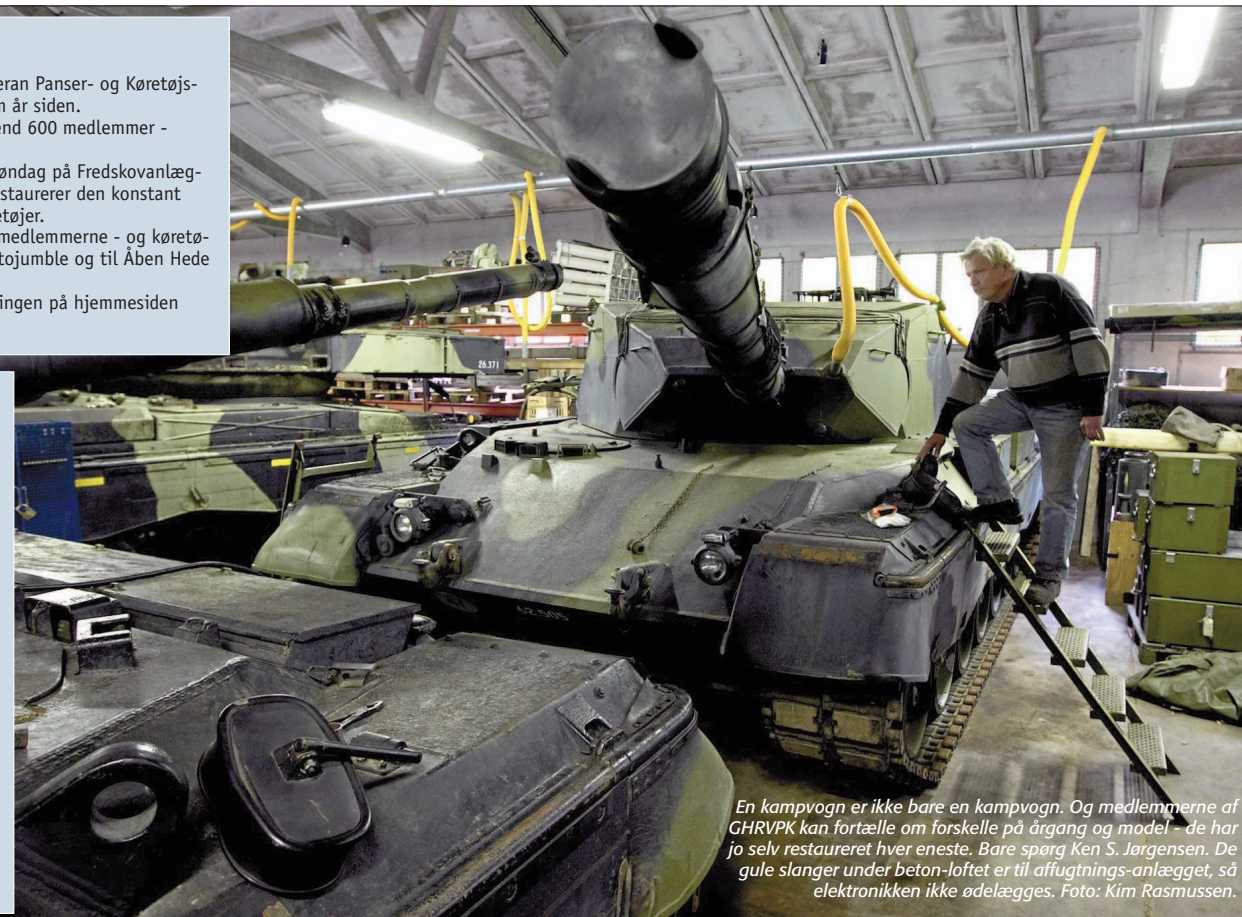 eran Panser- og Køretøjs-
n år siden.
end 600 medlemmer -
øndag på Fredskovanlæg-
staurerer den konstant
etøjer.
medlemmerne - og køretø-
tojumble og til Åben Hede
ingen på hjemmesiden
26.371
62.505
En kampvogn er ikke bare en kampvogn. Og medlemmerne af
GHRVPK kan fortælle om forskelle på årgang og model - de har
jo selv restaureret hver eneste. Bare spørg Ken S. Jørgensen. De
gule slanger under beton-loftet er til affugtnings-anlægget, så
elektronikken ikke ødelægges. Foto: Kim Rasmussen.